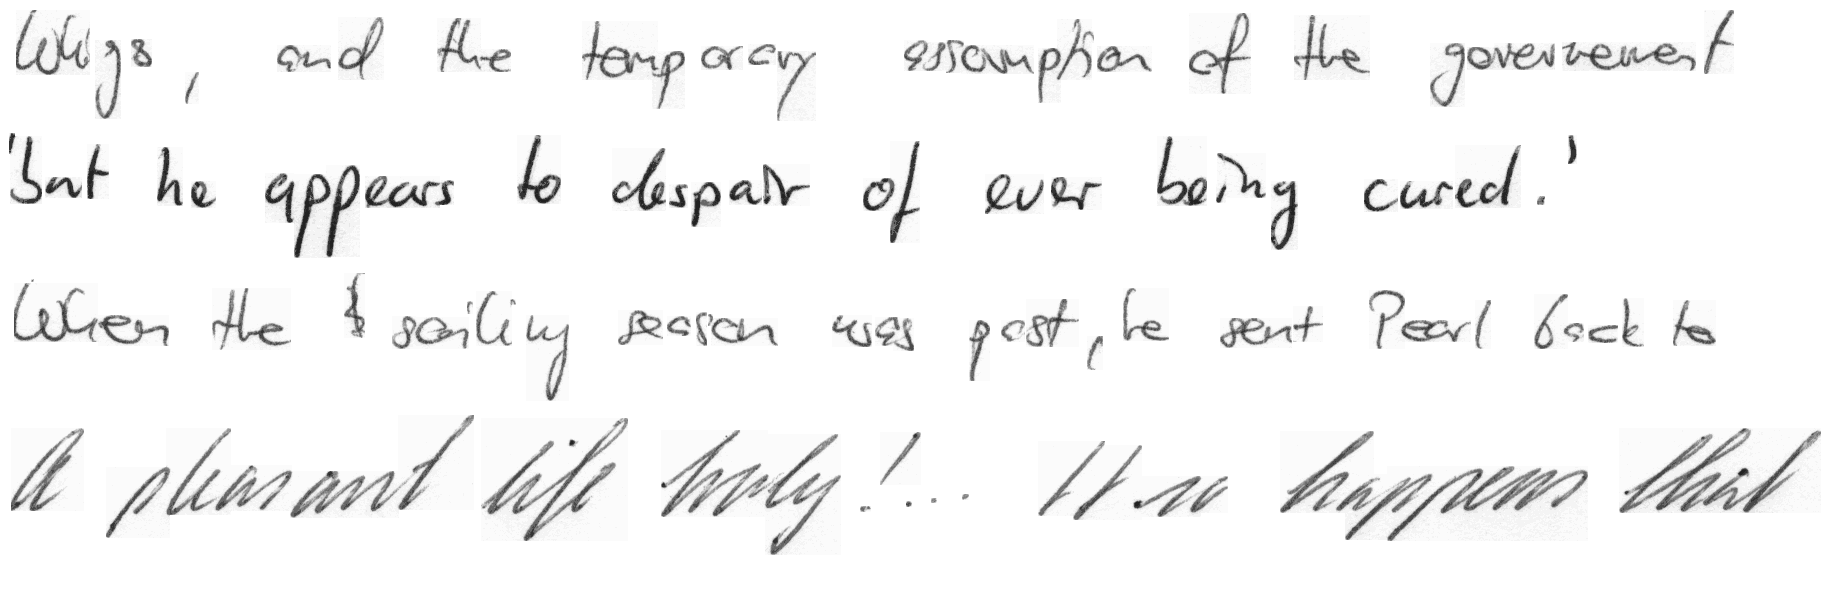 Whigs, and the temporary assumption of the government
'but he appears to despair of ever being cured.'
When the sailing season was past, he sent Pearl back to
A pleasant life truly!... It so happens that